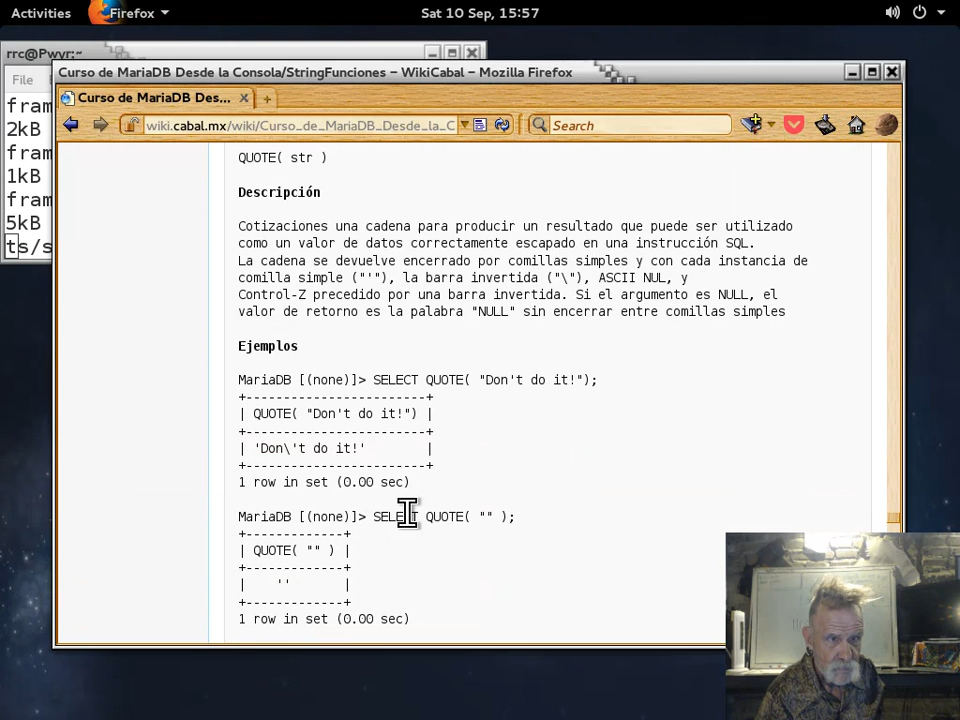 Activities
Firefox
Sat 10 Sep, 15:57
rrc@Pwyr:~
File
fram
2kB
fram
1kB
fram
5kB
ts/s
Curso de MariaDB Desde la Consola/StringFunciones – WikiCabal – Mozilla Firefox
Curso de MariaDB Des...
wiki.cabal.mx/wiki/Curso_de_MariaDB_Desde_la_C
Search
QUOTE( str )
Descripción
Cotizaciones una cadena para producir un resultado que puede ser utilizado
como un valor de datos correctamente escapado en una instrucción SQL.
La cadena se devuelve encerrado por comillas simples y con cada instancia de
comilla simple ("'"), la barra invertida ("\"), ASCII NUL, y
Control-Z precedido por una barra invertida. Si el argumento es NULL, el
valor de retorno es la palabra "NULL" sin encerrar entre comillas simples
Ejemplos
MariaDB [(none)]> SELECT QUOTE( "Don't do it!");
+------------------------+
| QUOTE( "Don't do it!") |
+------------------------+
| 'Don\'t do it!'        |
+------------------------+
1 row in set (0.00 sec)
MariaDB [(none)]> SELECT QUOTE( "" );
+-------------+
| QUOTE( "" ) |
+-------------+
|    ''       |
+-------------+
1 row in set (0.00 sec)